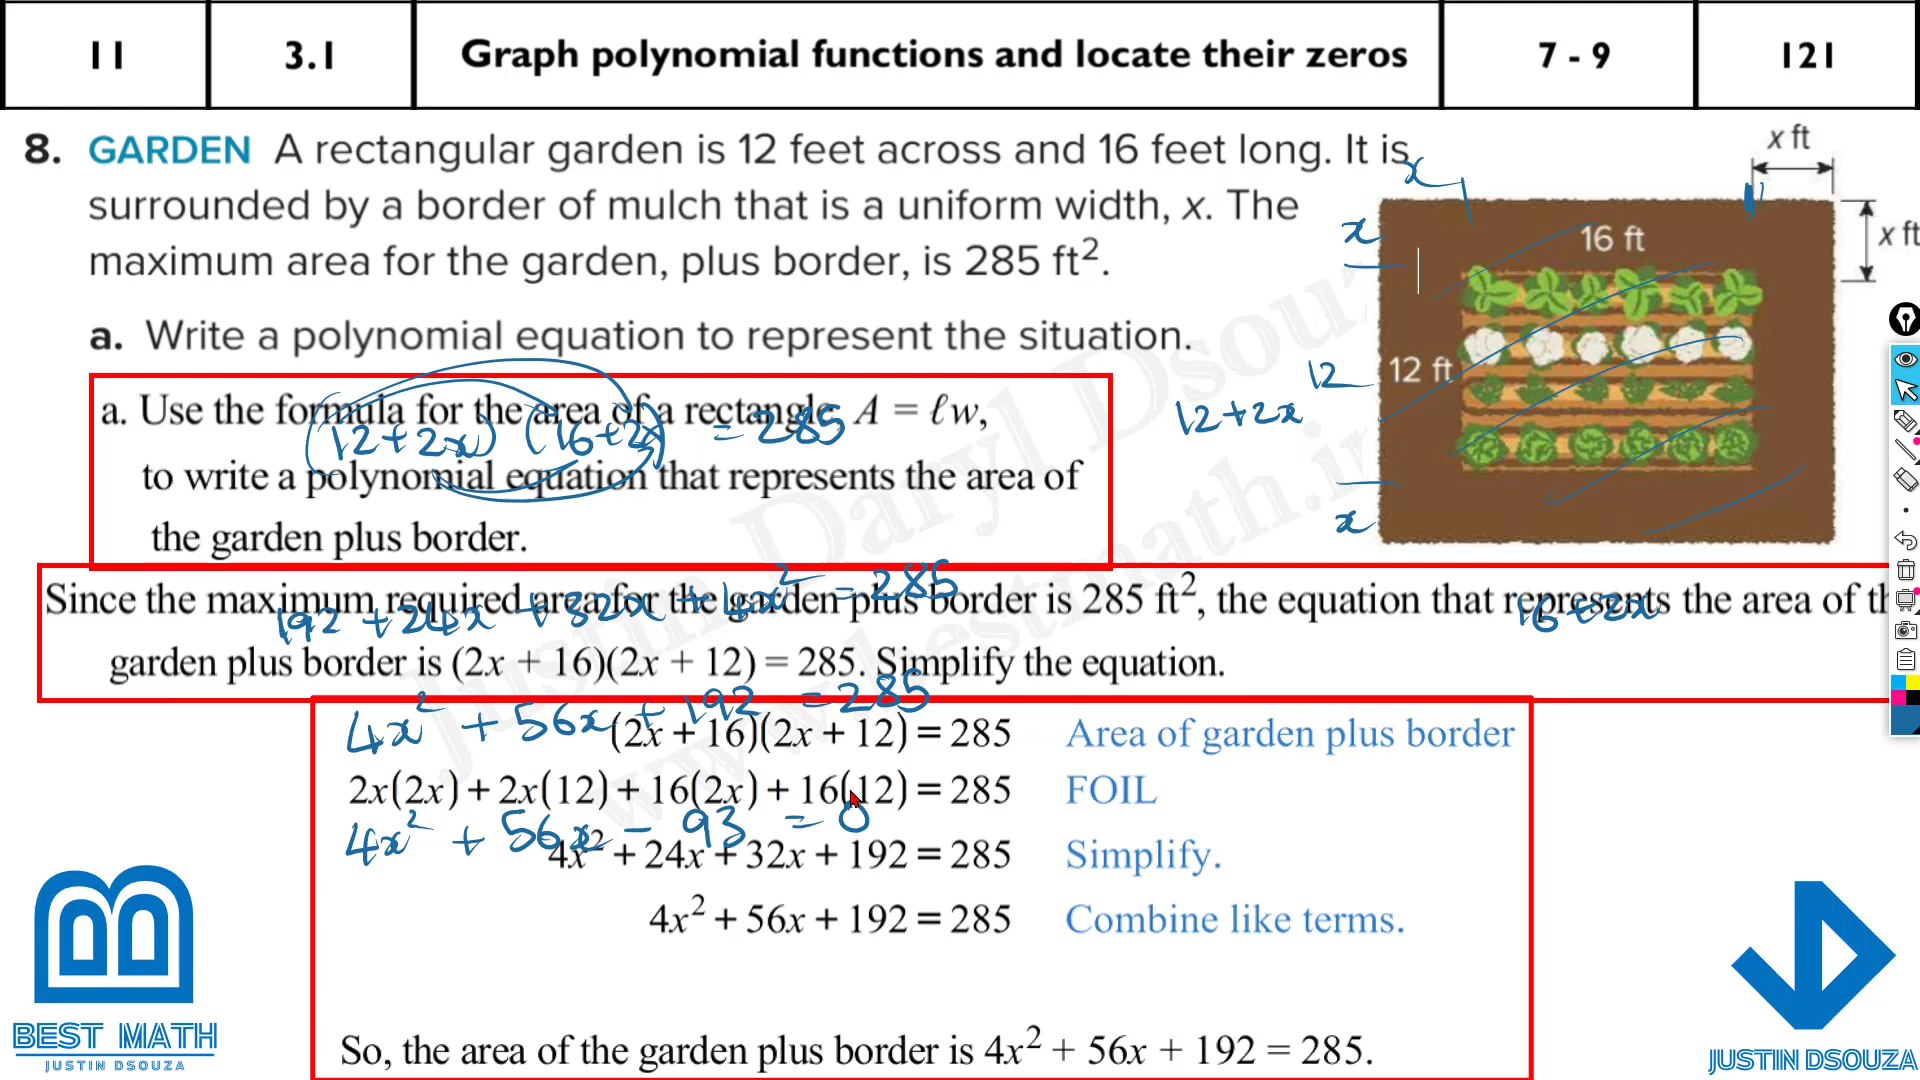 11 3.1 Graph polynomial functions and locate their zeros 7 - 9 121
8. GARDEN A rectangular garden is 12 feet across and 16 feet long. It is
surrounded by a border of mulch that is a uniform width, x. The
maximum area for the garden, plus border, is 285 ft².
x ft
x ft
16 ft
12 ft
x
x
12
12+2x
x
16+2x
a. Write a polynomial equation to represent the situation.
a. Use the formula for the area of a rectangle, A = ℓw,
(12+2x) (16+2x) = 285
to write a polynomial equation that represents the area of
the garden plus border.
Since the maximum required area for the garden plus border is 285 ft², the equation that represents the area of th
192 +24x +32x +4x² =285
garden plus border is (2x + 16)(2x + 12) = 285. Simplify the equation.
4x² + 56x + 192 =285
(2x + 16)(2x + 12) = 285 Area of garden plus border
2x(2x) + 2x(12) + 16(2x) + 16(12) = 285 FOIL
4x² + 56x - 93 = 0
4x² + 24x + 32x + 192 = 285 Simplify.
4x² + 56x + 192 = 285 Combine like terms.
So, the area of the garden plus border is 4x² + 56x + 192 = 285.
Justin Daryl Dsouz
www.bestmath.in
BEST MATH
JUSTIN DSOUZA
JUSTIN DSOUZA